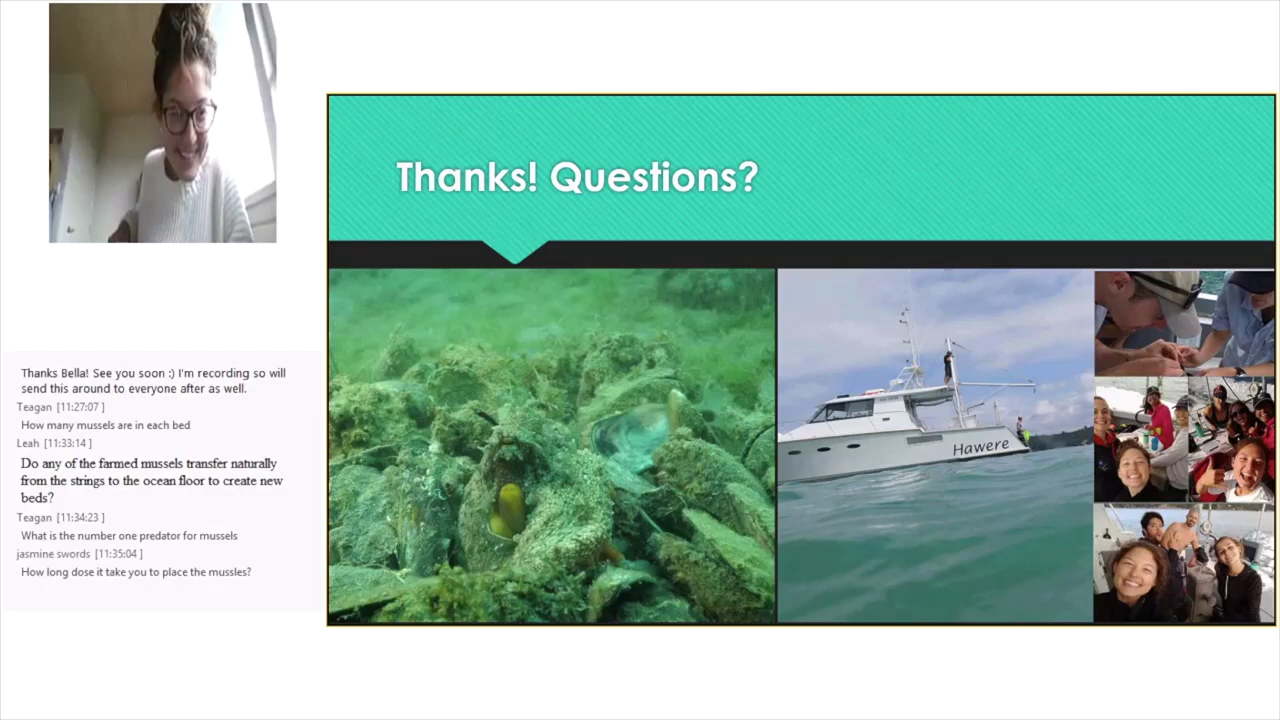 Thanks! Questions?
Hawere
Thanks Bella! See you soon :) I'm recording so will
send this around to everyone after as well.
Teagan [11:27:07 ]
How many mussels are in each bed
Leah [11:33:14 ]
Do any of the farmed mussels transfer naturally
from the strings to the ocean floor to create new
beds?
Teagan [11:34:23 ]
What is the number one predator for mussels
jasmine swords [11:35:04 ]
How long dose it take you to place the mussles?